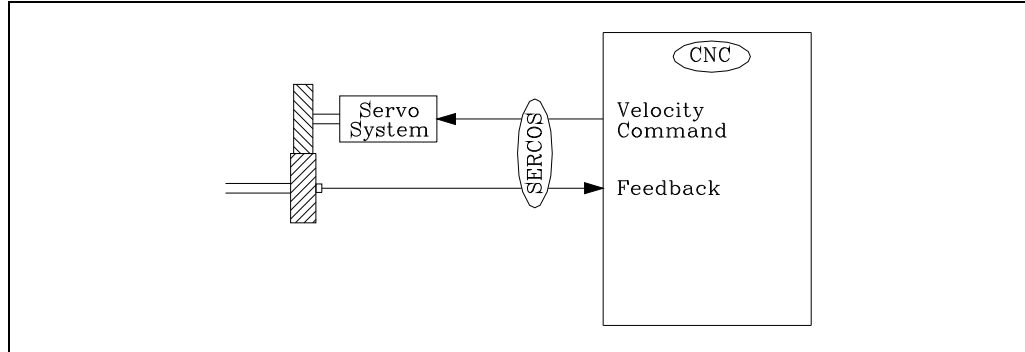 CNC
Servo
System
Velocity
Command
SERCOS
Feedback